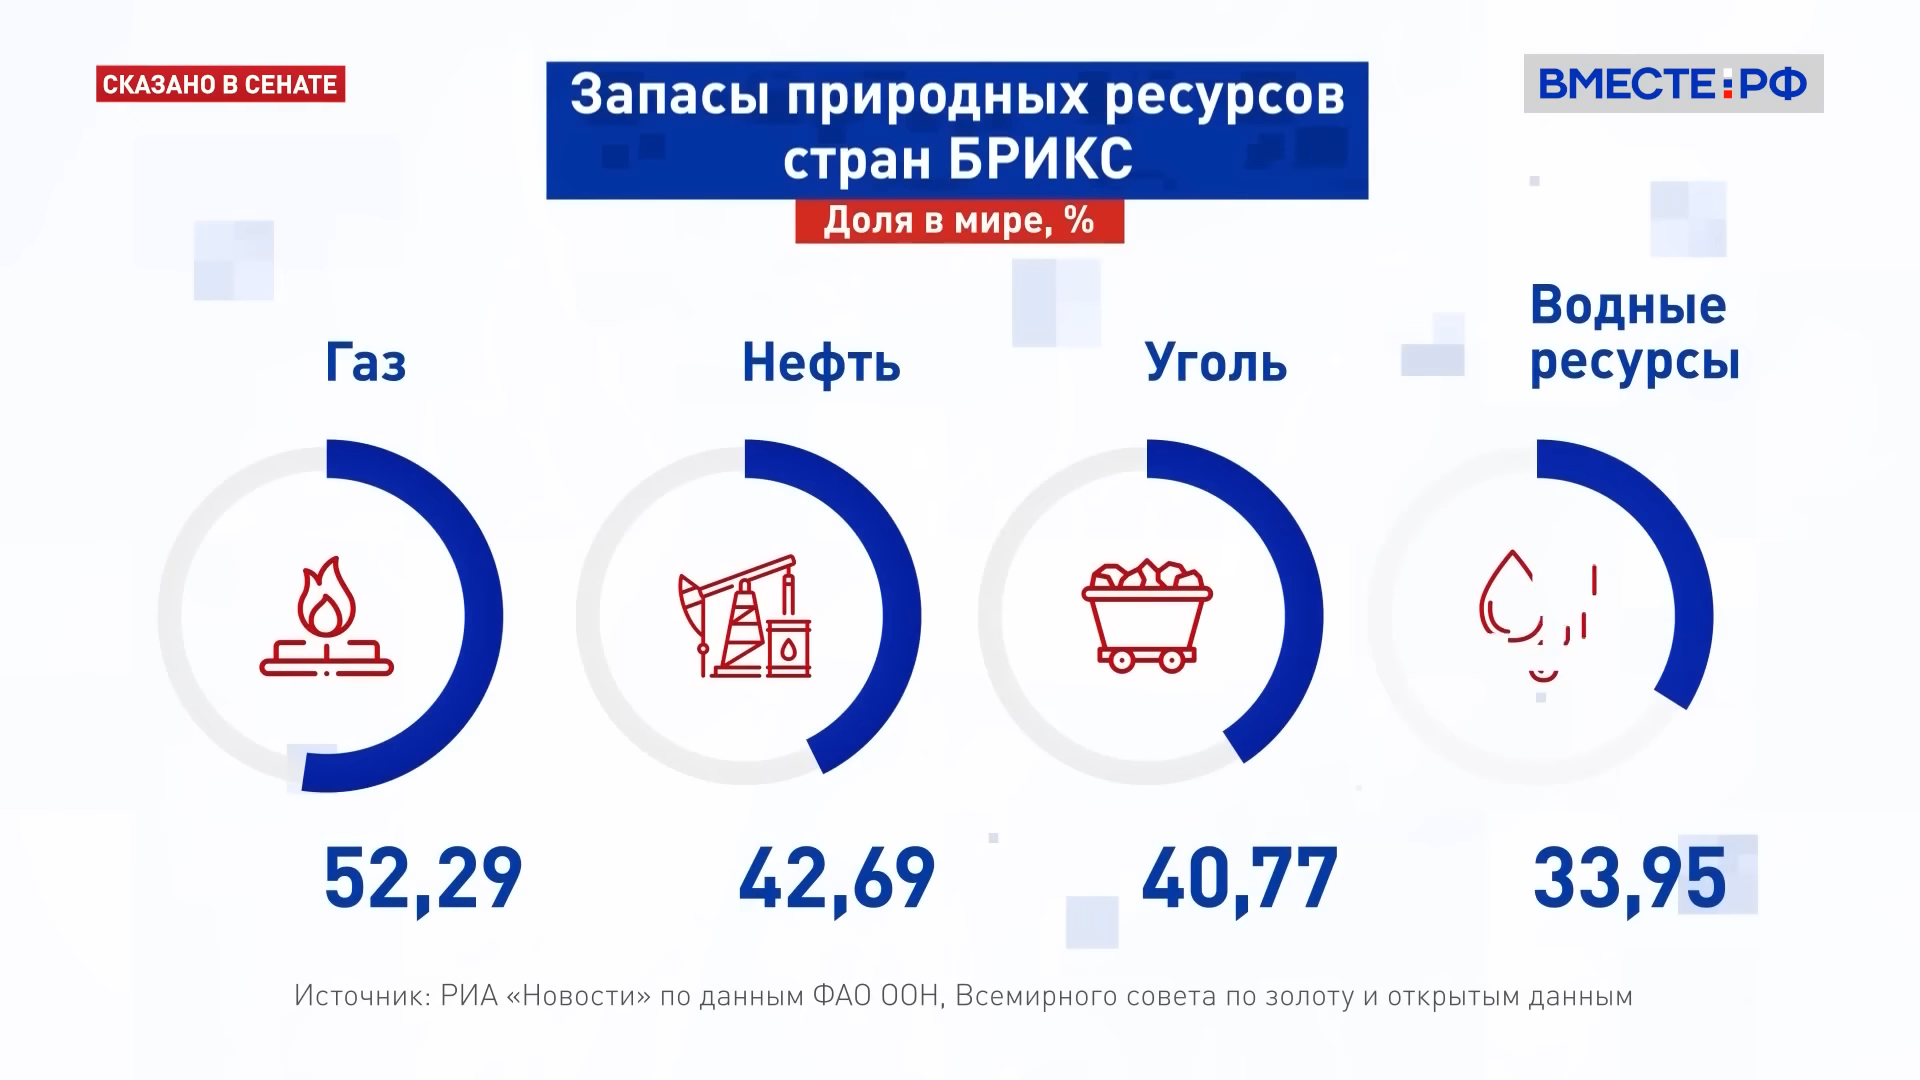 СКАЗАНО В СЕНАТЕ
Запасы природных ресурсов
стран БРИКС
Доля в мире, %
ВМЕСТЕ:РФ
Газ
Нефть
Уголь
Водные
ресурсы
52,29
42,69
40,77
33,95
Источник: РИА «Новости» по данным ФАО ООН, Всемирного совета по золоту и открытым данным